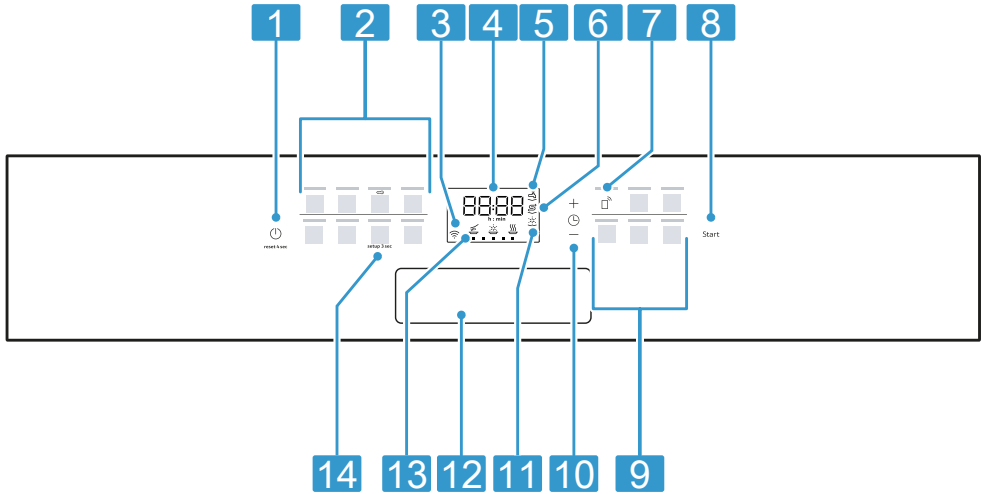 1 2 3 4 5 6 7 8
88:88
h : min
reset 4 sec
setup 3 sec
Start
14 13 12 11 10 9